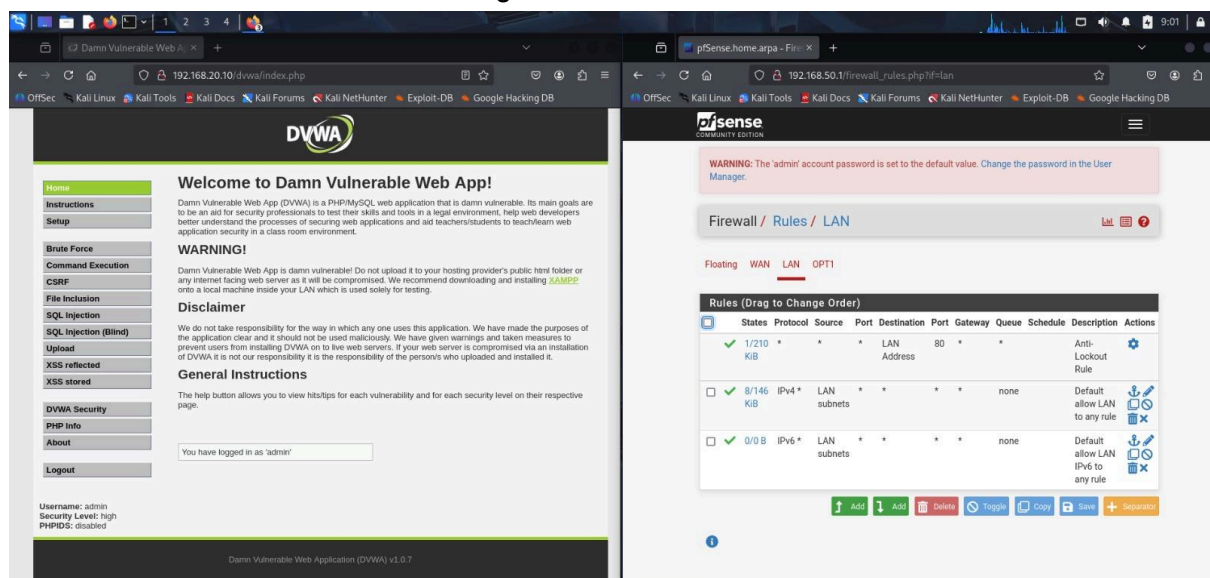 1 2 3 4
9:01
Damn Vulnerable Web A
192.168.20.10/dvwa/index.php
OffSec Kali Linux Kali Tools Kali Docs Kali Forums Kali NetHunter Exploit-DB Google Hacking DB
DVWA
Home
Instructions
Setup
Brute Force
Command Execution
CSRF
File Inclusion
SQL Injection
SQL Injection (Blind)
Upload
XSS reflected
XSS stored
DVWA Security
PHP Info
About
Logout
Welcome to Damn Vulnerable Web App!
Damn Vulnerable Web App (DVWA) is a PHP/MySQL web application that is damn vulnerable. Its main goals are
to be an aid for security professionals to test their skills and tools in a legal environment, help web developers
better understand the processes of securing web applications and aid teachers/students to teach/learn web
application security in a class room environment.
WARNING!
Damn Vulnerable Web App is damn vulnerable! Do not upload it to your hosting provider's public html folder or
any internet facing web server as it will be compromised. We recommend downloading and installing XAMPP
onto a local machine inside your LAN which is used solely for testing.
Disclaimer
We do not take responsibility for the way in which any one uses this application. We have made the purposes of
the application clear and it should not be used maliciously. We have given warnings and taken measures to
prevent users from installing DVWA on to live web servers. If your web server is compromised via an installation
of DVWA it is not our responsibility it is the responsibility of the person/s who uploaded and installed it.
General Instructions
The help button allows you to view hits/tips for each vulnerability and for each security level on their respective
page.
You have logged in as 'admin'
Username: admin
Security Level: high
PHPIDS: disabled
Damn Vulnerable Web Application (DVWA) v1.0.7
pfSense.home.arpa - Fire
192.168.50.1/firewall_rules.php?if=lan
OffSec Kali Linux Kali Tools Kali Docs Kali Forums Kali NetHunter Exploit-DB Google Hacking DB
pfsense
COMMUNITY EDITION
WARNING: The 'admin' account password is set to the default value. Change the password in the User
Manager.
Firewall / Rules / LAN
Floating WAN LAN OPT1
Rules (Drag to Change Order)
States Protocol Source Port Destination Port Gateway Queue Schedule Description Actions
1/210 * * * LAN 80 * * Anti-
KiB Address Lockout
Rule
8/146 IPv4 * LAN * * * * none Default
KiB subnets allow LAN
to any rule
0/0 B IPv6 * LAN * * * * none Default
subnets allow LAN
IPv6 to
any rule
Add Add Delete Toggle Copy Save Separator